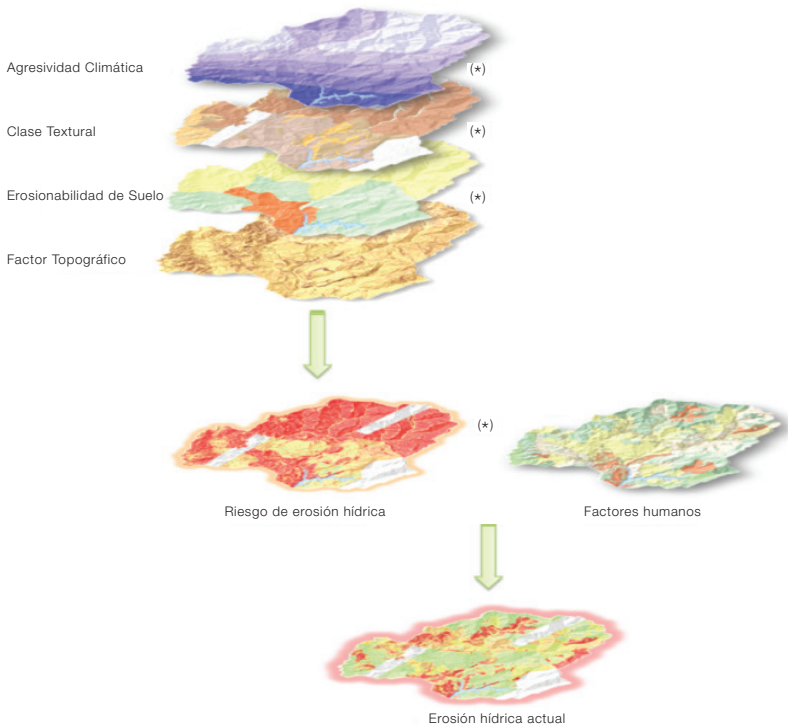 Agresividad Climática (*)
Clase Textural (*)
Erosionabilidad de Suelo (*)
Factor Topográfico
(*)
Riesgo de erosión hídrica
Factores humanos
Erosión hídrica actual